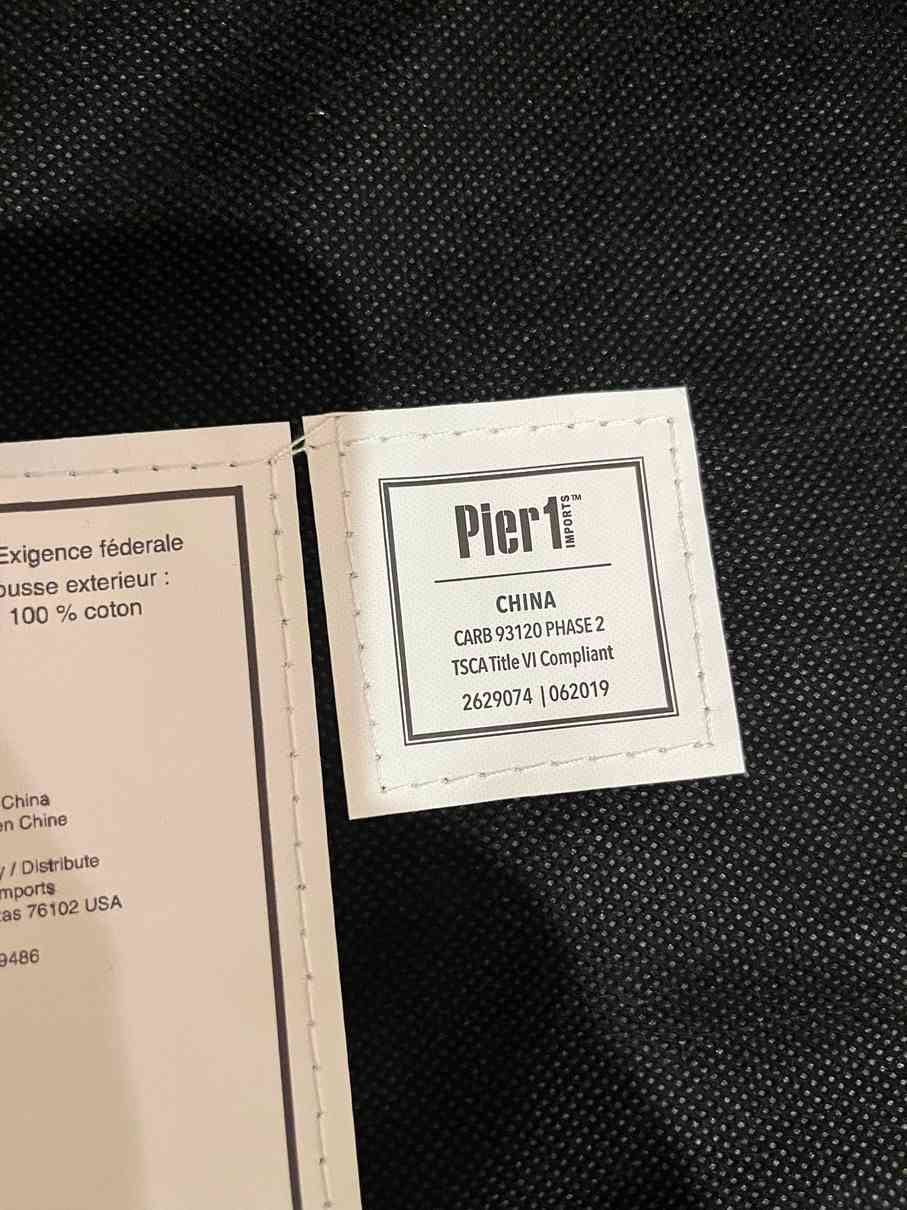 Exigence féderale
ousse exterieur :
100 % coton
China
en Chine
/ Distribute
mports
as 76102 USA
9486
Pier1 IMPORTS™
CHINA
CARB 93120 PHASE 2
TSCA Title VI Compliant
2629074 | 062019